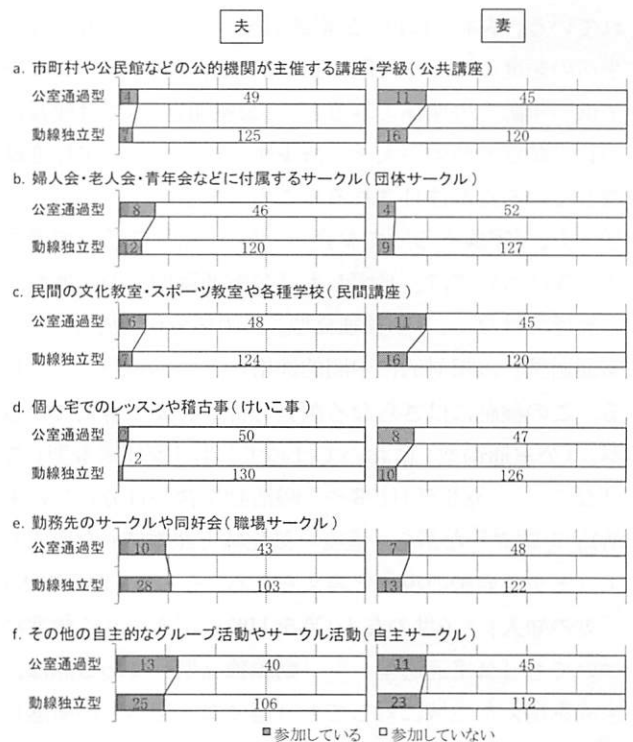 夫 妻
a. 市町村や公民館などの公的機関が主催する講座・学級(公共講座)
公室通過型 4 49 11 45
動線独立型 7 125 16 120
b. 婦人会・老人会・青年会などに付属するサークル(団体サークル)
公室通過型 8 46 4 52
動線独立型 12 120 9 127
c. 民間の文化教室・スポーツ教室や各種学校(民間講座)
公室通過型 6 48 11 45
動線独立型 7 124 16 120
d. 個人宅でのレッスンや稽古事(けいこ事)
公室通過型 2 50 8 47
2
動線独立型 130 10 126
e. 勤務先のサークルや同好会(職場サークル)
公室通過型 10 43 7 48
動線独立型 28 103 13 122
f. その他の自主的なグループ活動やサークル活動(自主サークル)
公室通過型 13 40 11 45
動線独立型 25 106 23 112
参加している 参加していない